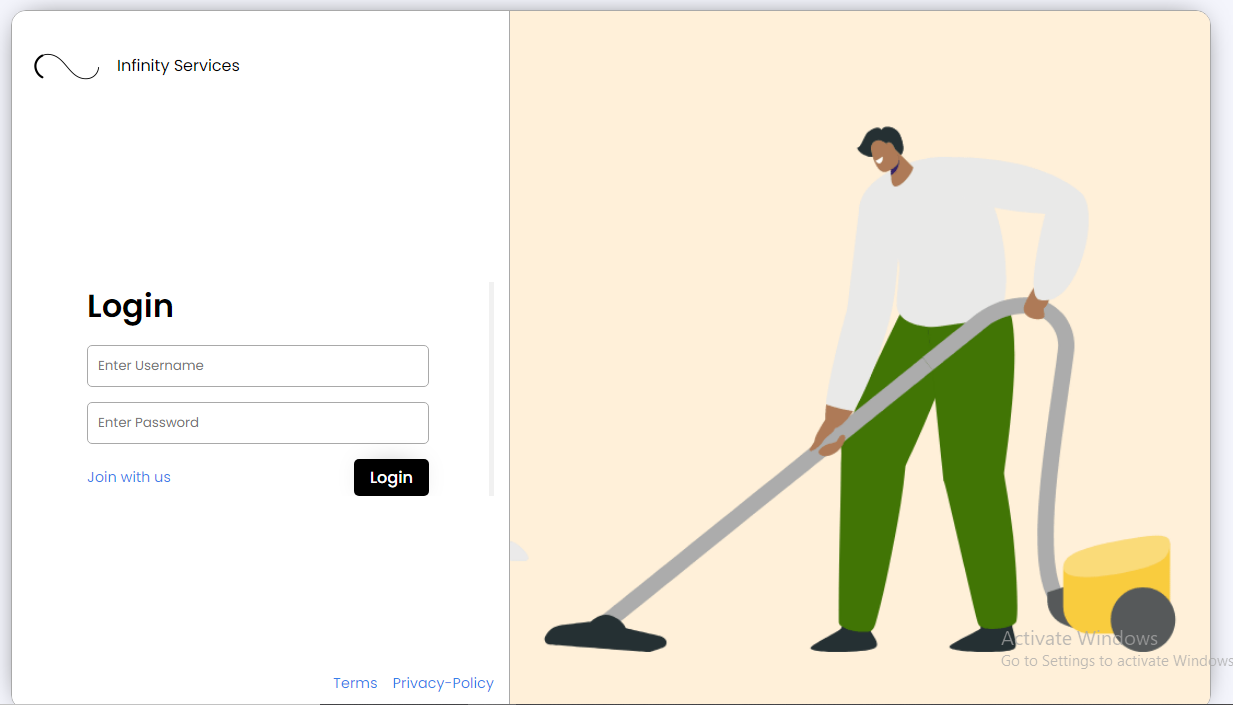 Infinity Services
Login
Enter Username
Enter Password
Join with us
Login
Terms
Privacy-Policy
Activate Windows
Go to Settings to activate Windows